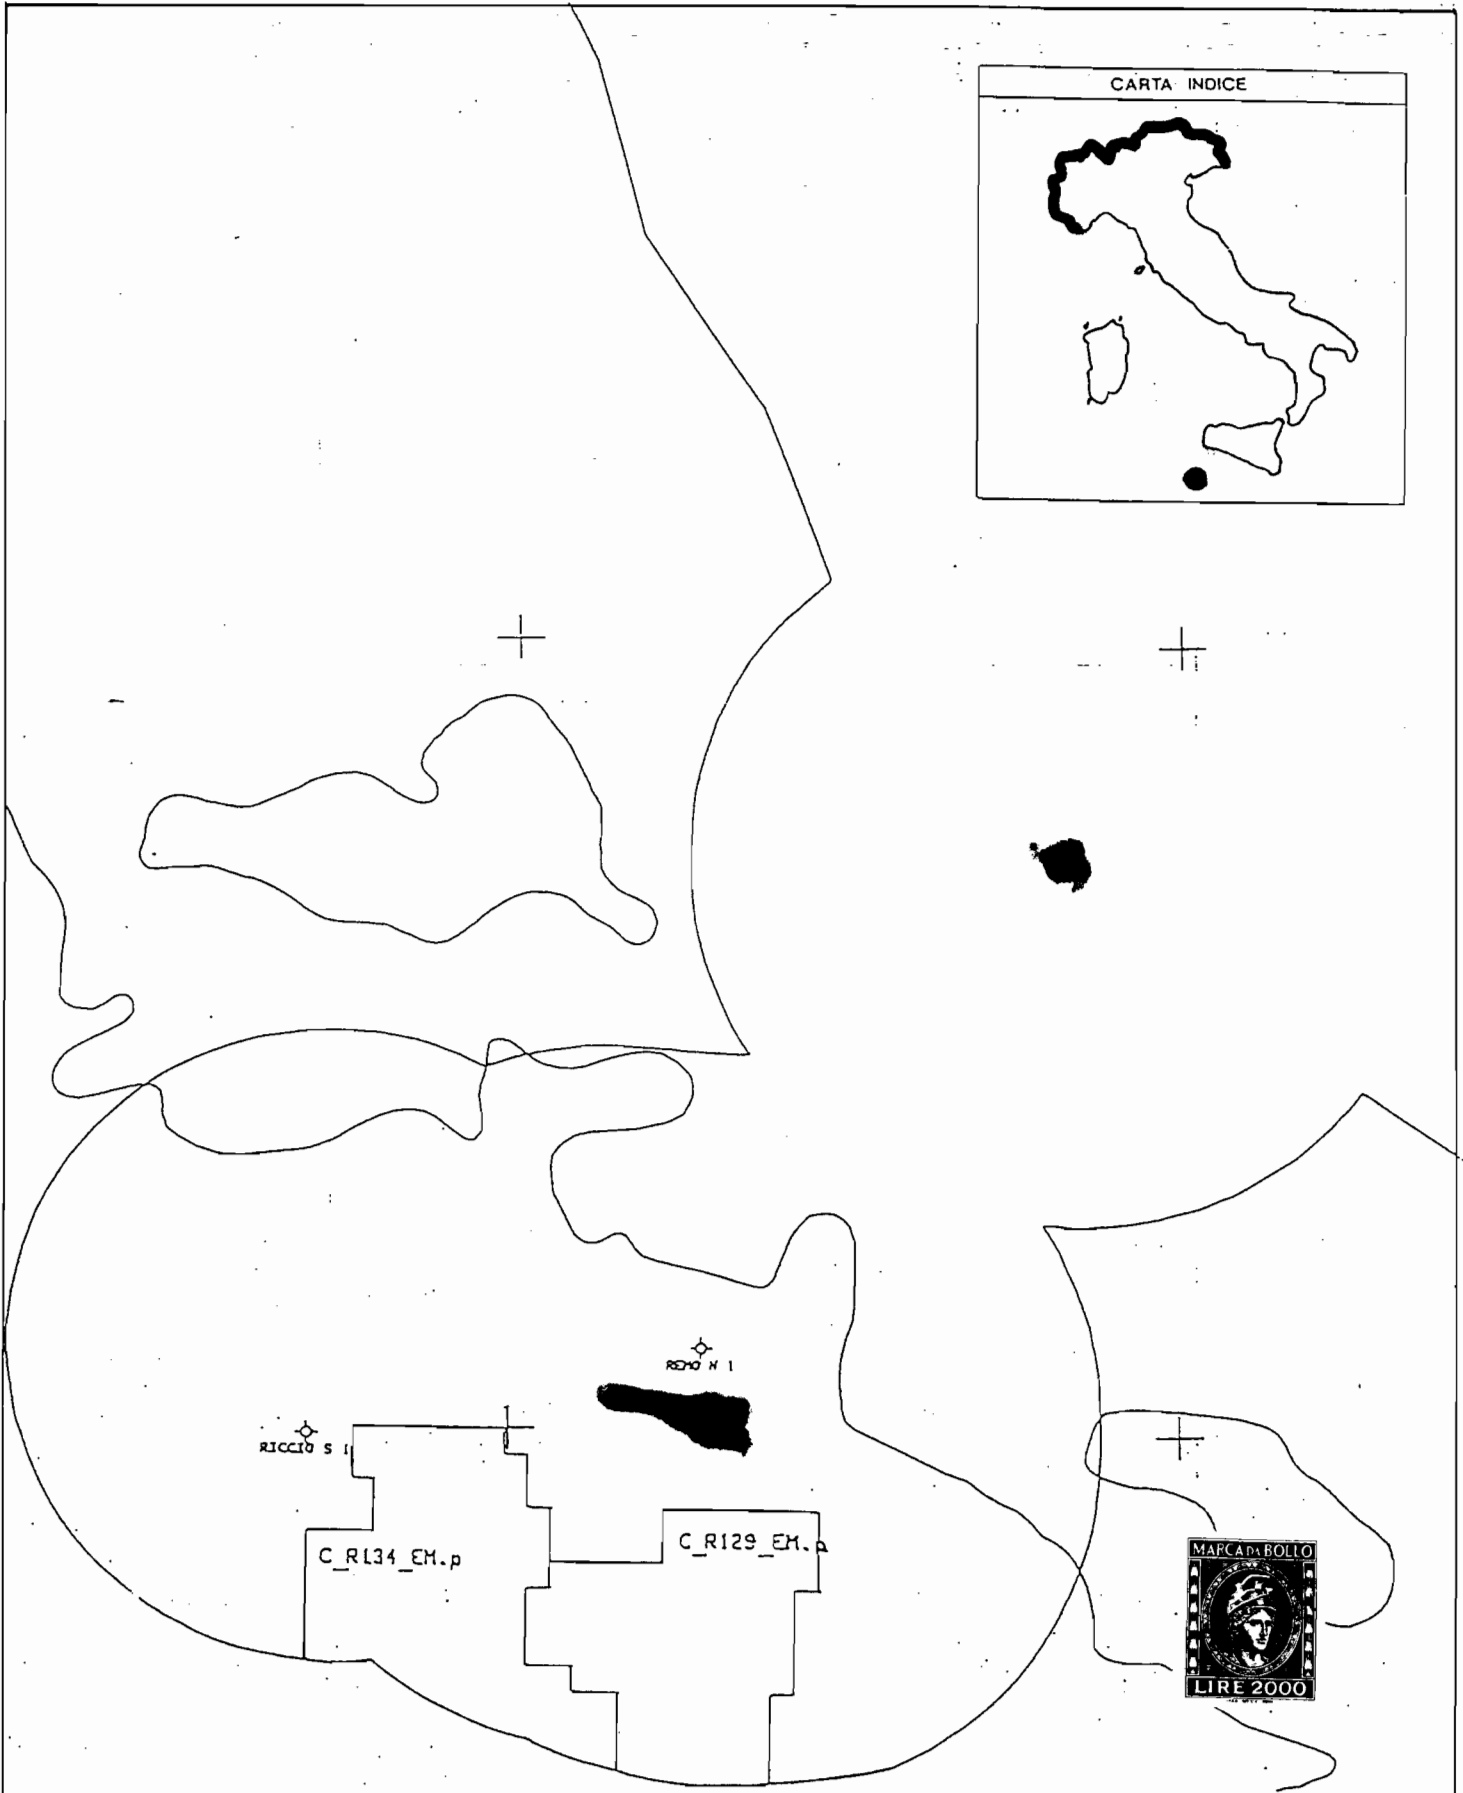 CARTA INDICE
REMO N 1
RICCIO S 1
C_R129_EM.p
C_R134_EM.p
MARCA DA BOLLO
LIRE 2000